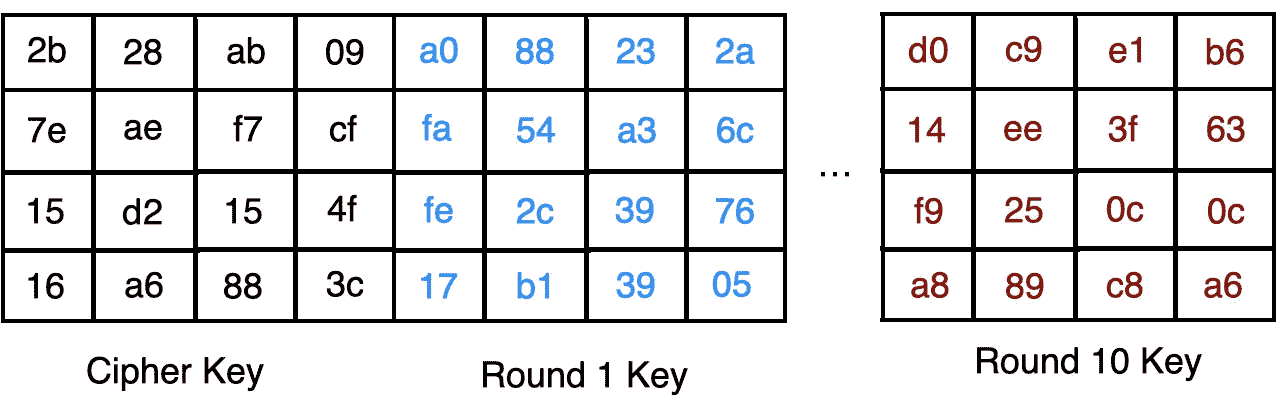 2b 28 ab 09 a0 88 23 2a d0 c9 e1 b6
7e ae f7 cf fa 54 a3 6c 14 ee 3f 63
...
15 d2 15 4f fe 2c 39 76 f9 25 0c 0c
16 a6 88 3c 17 b1 39 05 a8 89 c8 a6
Cipher Key Round 1 Key Round 10 Key